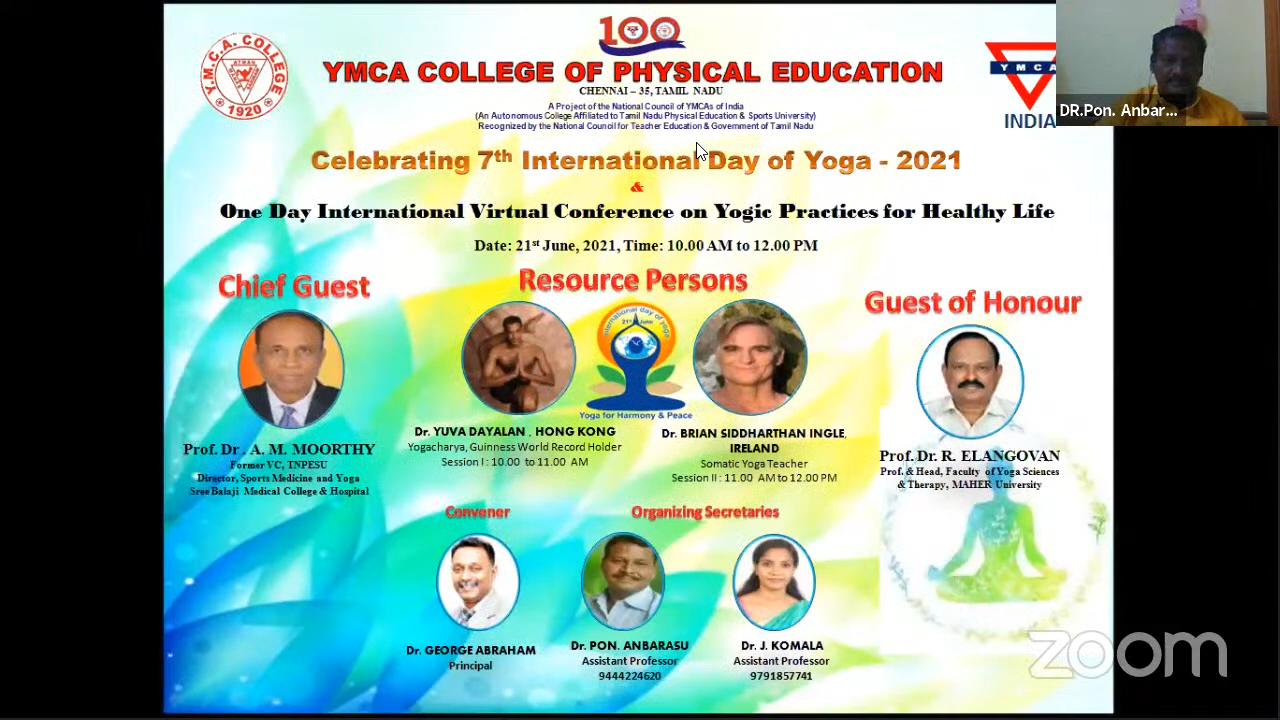 100
YMCA COLLEGE OF PHYSICAL EDUCATION
CHENNAI – 35, TAMIL NADU
A Project of the National Council of YMCAs of India
(An Autonomous College Affiliated to Tamil Nadu Physical Education & Sports University)
Recognized by the National Council for Teacher Education & Government of Tamil Nadu
Y.M.C.A. COLLEGE
1920
YMCA
INDIA
DR.Pon. Anbar...
Celebrating 7th International Day of Yoga - 2021
&
One Day International Virtual Conference on Yogic Practices for Healthy Life
Date: 21st June, 2021, Time: 10.00 AM to 12.00 PM
Chief Guest
Resource Persons
Guest of Honour
international day of yoga
21st June
Yoga for Harmony & Peace
Prof. Dr . A. M. MOORTHY
Former VC, TNPESU
Director, Sports Medicine and Yoga
Sree Balaji Medical College & Hospital
Dr. YUVA DAYALAN , HONG KONG
Yogacharya, Guinness World Record Holder
Session I : 10.00 to 11.00 AM
Dr. BRIAN SIDDHARTHAN INGLE,
IRELAND
Somatic Yoga Teacher
Session II : 11.00 AM to 12.00 PM
Prof. Dr. R. ELANGOVAN
Prof. & Head, Faculty of Yoga Sciences
& Therapy, MAHER University
Convener
Organizing Secretaries
Dr. GEORGE ABRAHAM
Principal
Dr. PON. ANBARASU
Assistant Professor
9444224620
Dr. J. KOMALA
Assistant Professor
9791857741
zoom